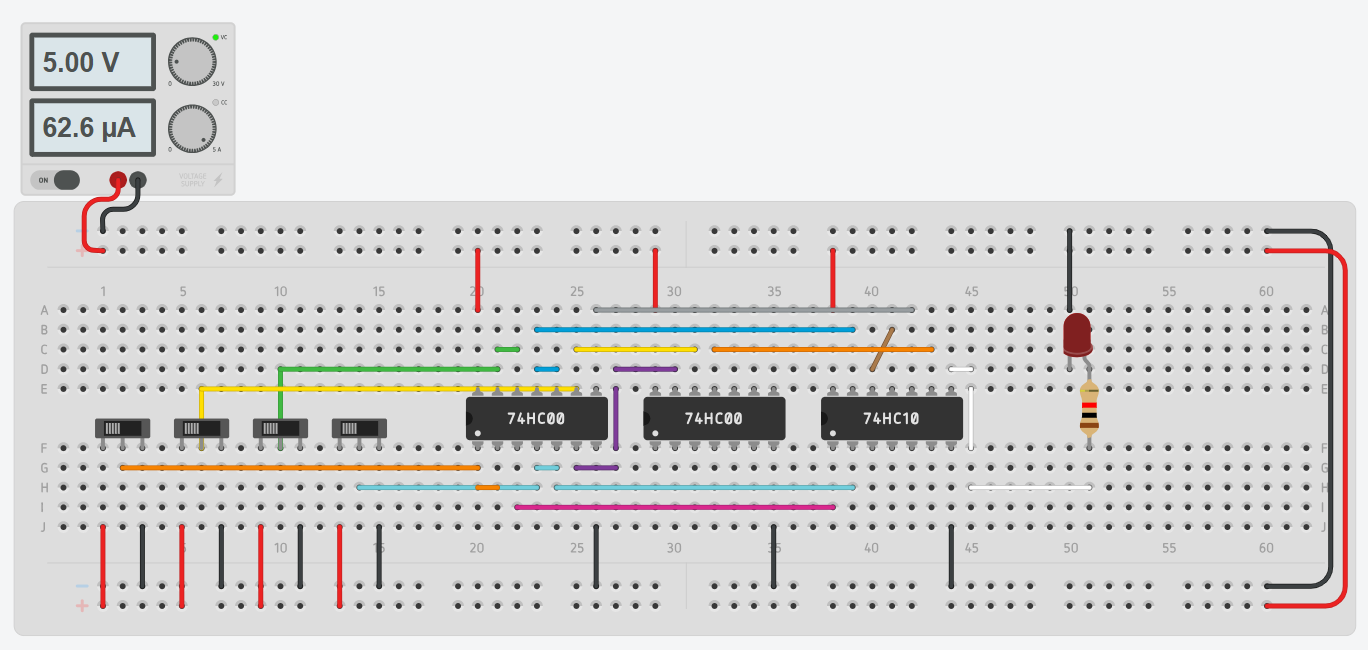 5.00 V
VC
0 30 V
62.6 µA
CC
0 5 A
ON
VOLTAGE
SUPPLY
−
+
1 5 10 15 20 25 30 35 40 45 50 55 60
A A
B B
C C
D D
E E
74HC00 74HC00 74HC10
F F
G G
H H
I I
J J
5 10 15 20 25 30 35 40 45 50 55 60
−
+